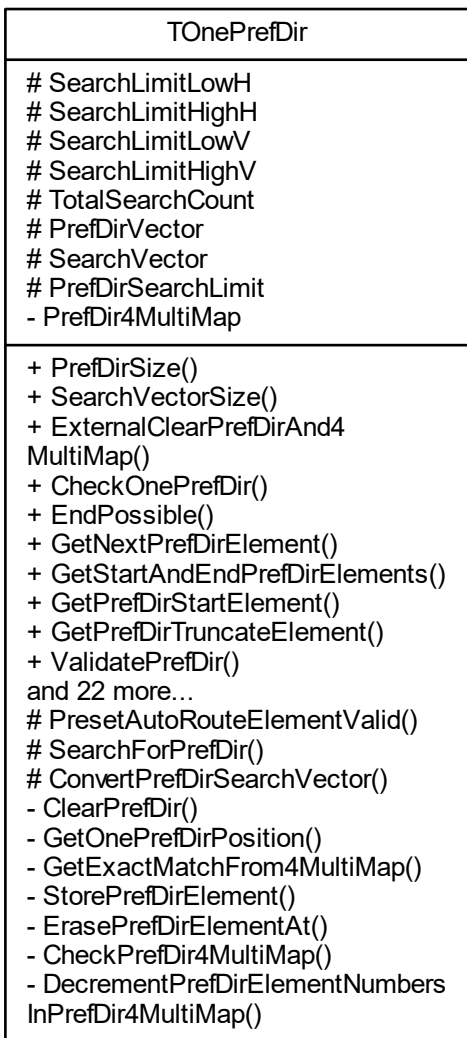 TOnePrefDir
# SearchLimitLowH
# SearchLimitHighH
# SearchLimitLowV
# SearchLimitHighV
# TotalSearchCount
# PrefDirVector
# SearchVector
# PrefDirSearchLimit
- PrefDir4MultiMap
+ PrefDirSize()
+ SearchVectorSize()
+ ExternalClearPrefDirAnd4
MultiMap()
+ CheckOnePrefDir()
+ EndPossible()
+ GetNextPrefDirElement()
+ GetStartAndEndPrefDirElements()
+ GetPrefDirStartElement()
+ GetPrefDirTruncateElement()
+ ValidatePrefDir()
and 22 more...
# PresetAutoRouteElementValid()
# SearchForPrefDir()
# ConvertPrefDirSearchVector()
- ClearPrefDir()
- GetOnePrefDirPosition()
- GetExactMatchFrom4MultiMap()
- StorePrefDirElement()
- ErasePrefDirElementAt()
- CheckPrefDir4MultiMap()
- DecrementPrefDirElementNumbers
InPrefDir4MultiMap()